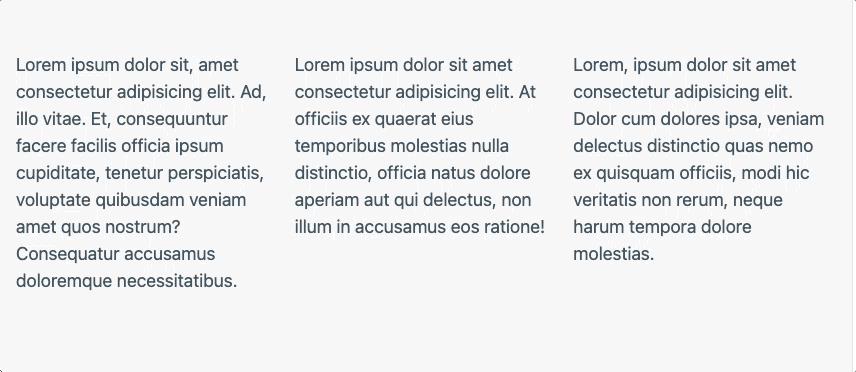 Lorem ipsum dolor sit, amet
consectetur adipisicing elit. Ad,
illo vitae. Et, consequuntur
facere facilis officia ipsum
cupiditate, tenetur perspiciatis,
voluptate quibusdam veniam
amet quos nostrum?
Consequatur accusamus
doloremque necessitatibus.
Lorem ipsum dolor sit amet
consectetur adipisicing elit. At
officiis ex quaerat eius
temporibus molestias nulla
distinctio, officia natus dolore
aperiam aut qui delectus, non
illum in accusamus eos ratione!
Lorem, ipsum dolor sit amet
consectetur adipisicing elit.
Dolor cum dolores ipsa, veniam
delectus distinctio quas nemo
ex quisquam officiis, modi hic
veritatis non rerum, neque
harum tempora dolore
molestias.